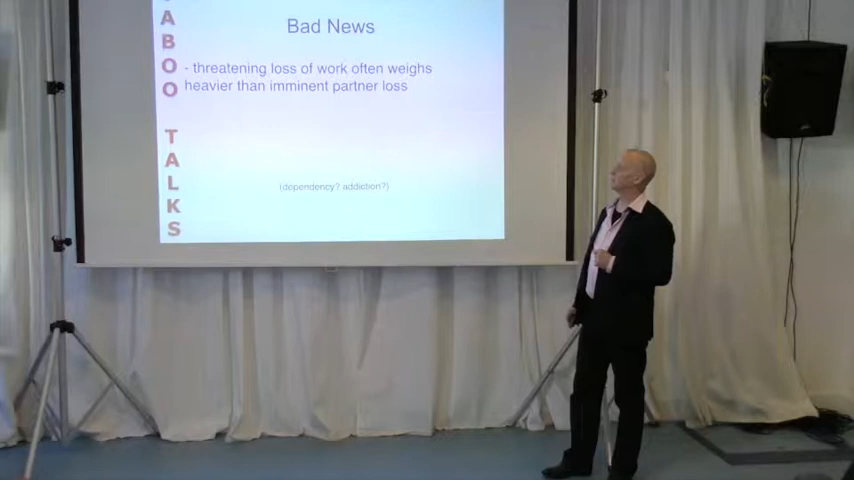 ABOO TALKS
Bad News
- threatening loss of work often weighs
heavier than imminent partner loss
(dependency? addiction?)